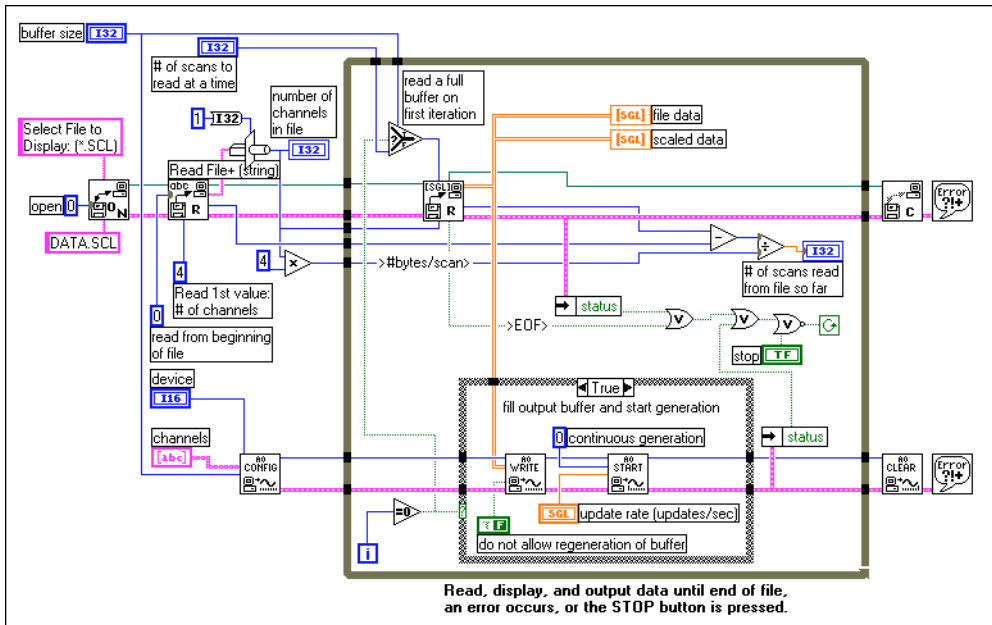 buffer size
I32
I32
# of scans to
read at a time
number of
channels
in file
read a full
buffer on
first iteration
1
I32
I32
?
F
[SGL]
file data
[SGL]
scaled data
Select File to
Display: (*.SCL)
Read File+ (string)
abc
R
open
0
O
N
[SGL]
R
C
Error
?!+
DATA.SCL
4
4
×
>#bytes/scan>
−
÷
I32
# of scans read
from file so far
Read 1st value:
# of channels
0
read from beginning
of file
status
>EOF>
V
V
V
stop
TF
device
I16
True
fill output buffer and start generation
status
channels
[abc]
0
continuous generation
AO
CONFIG
AO
WRITE
AO
START
AO
CLEAR
Error
?!+
=0
?
SGL
update rate (updates/sec)
i
T F
do not allow regeneration of buffer
Read, display, and output data until end of file,
an error occurs, or the STOP button is pressed.